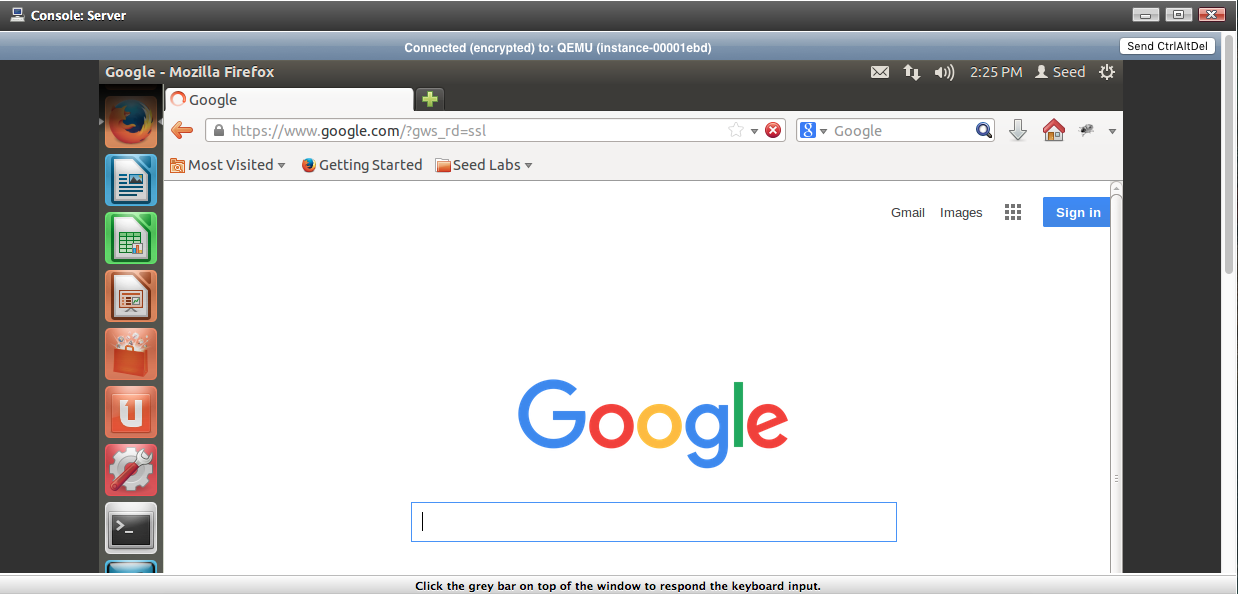 Console: Server
Connected (encrypted) to: QEMU (instance-00001ebd)
Send CtrlAltDel
Google - Mozilla Firefox
2:25 PM
Seed
Google
https://www.google.com/?gws_rd=ssl
8
Google
Most Visited
Getting Started
Seed Labs
Gmail
Images
Sign in
U
>_
Google
Click the grey bar on top of the window to respond the keyboard input.